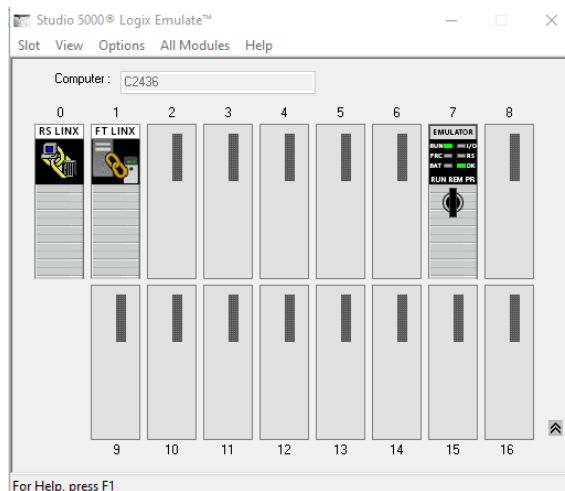 Studio 5000® Logix Emulate™
Slot View Options All Modules Help
Computer : C2436
0 1 2 3 4 5 6 7 8
RS LINX FT LINX EMULATOR
RUN I/O
FRC RS
BAT OK
RUN REM PR
9 10 11 12 13 14 15 16
For Help, press F1